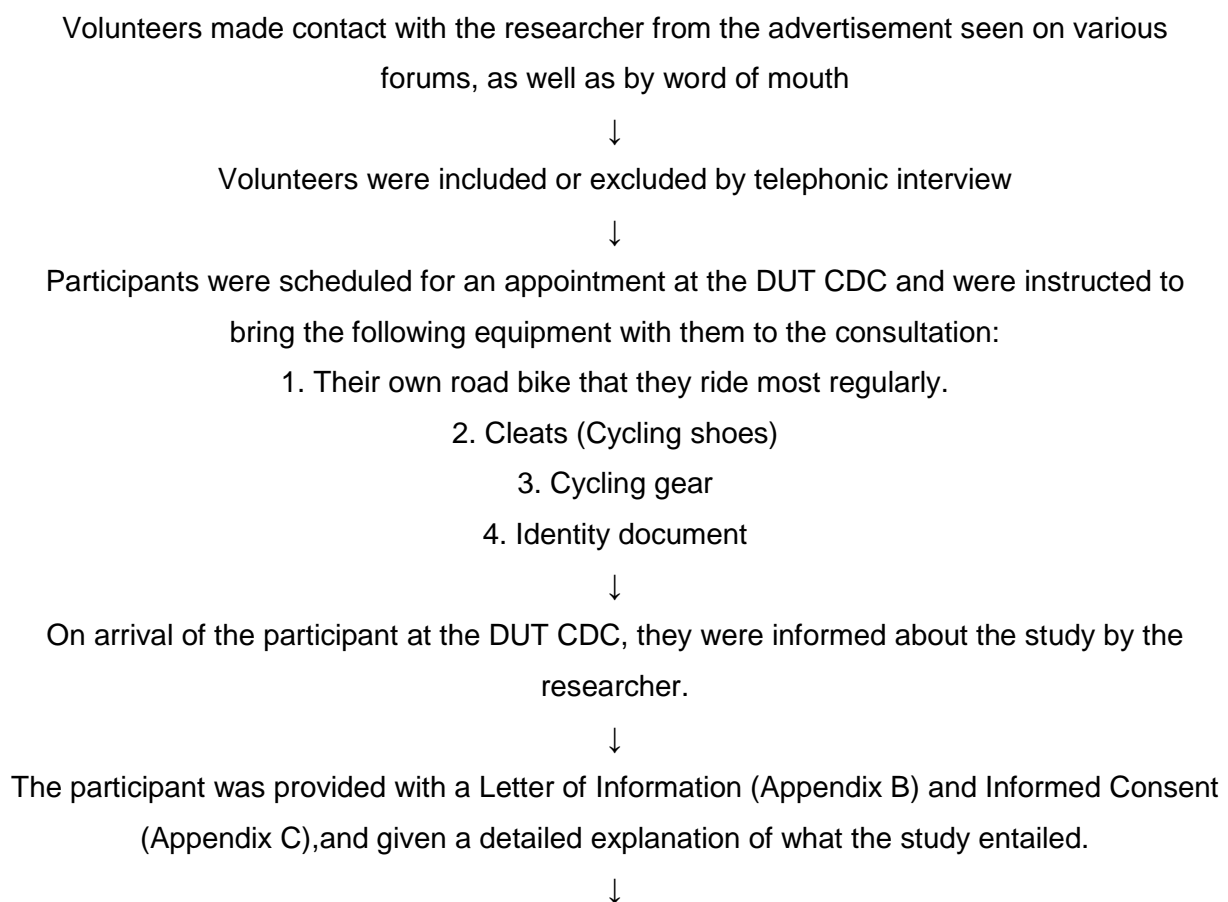 Volunteers made contact with the researcher from the advertisement seen on various
forums, as well as by word of mouth
↓
Volunteers were included or excluded by telephonic interview
↓
Participants were scheduled for an appointment at the DUT CDC and were instructed to
bring the following equipment with them to the consultation:
1. Their own road bike that they ride most regularly.
2. Cleats (Cycling shoes)
3. Cycling gear
4. Identity document
↓
On arrival of the participant at the DUT CDC, they were informed about the study by the
researcher.
↓
The participant was provided with a Letter of Information (Appendix B) and Informed Consent
(Appendix C),and given a detailed explanation of what the study entailed.
↓